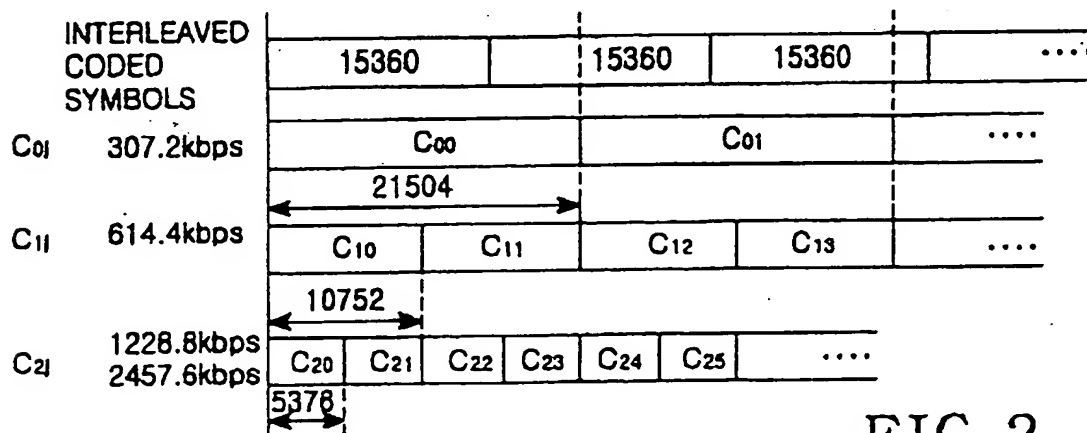 INTERLEAVED
CODED
SYMBOLS
15360 15360 15360 ····
C0j 307.2kbps C00 C01 ····
21504
C1j 614.4kbps C10 C11 C12 C13 ····
10752
C2j 1228.8kbps
2457.6kbps
C20 C21 C22 C23 C24 C25 ····
5376